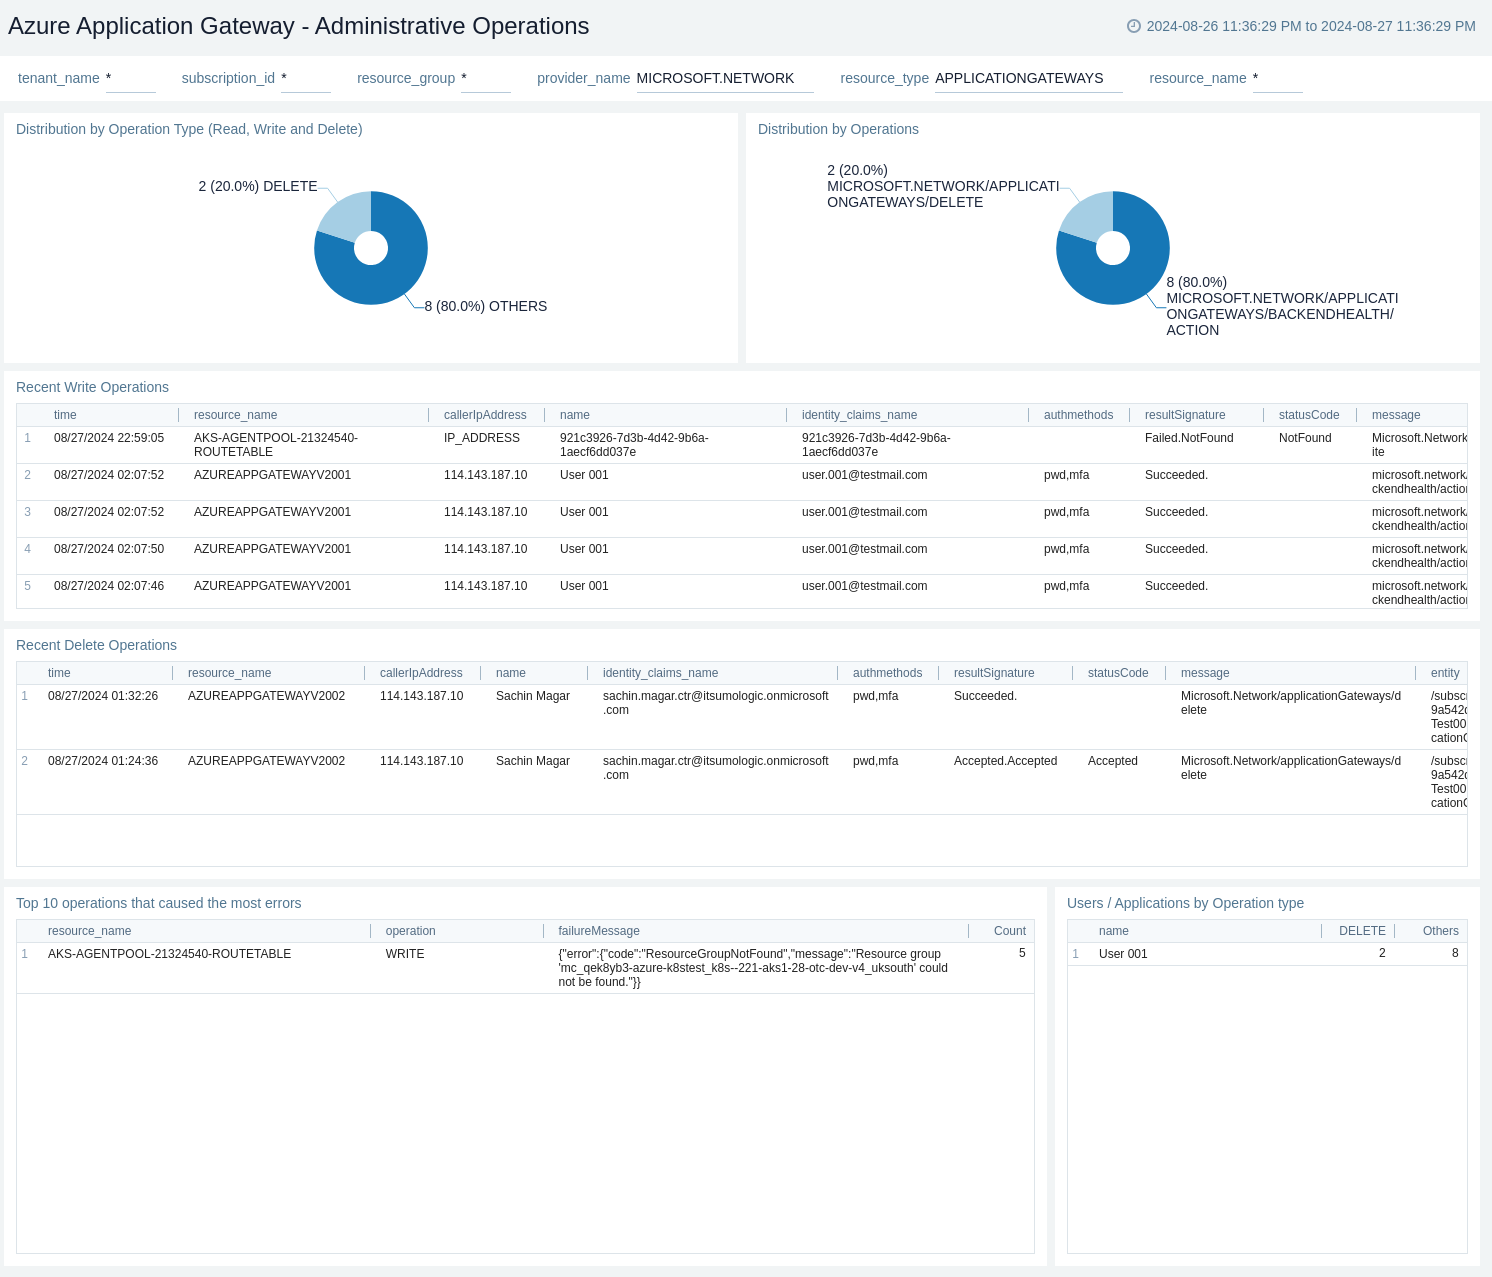 Azure Application Gateway - Administrative Operations
2024-08-26 11:36:29 PM to 2024-08-27 11:36:29 PM
tenant_name * subscription_id * resource_group * provider_name MICROSOFT.NETWORK resource_type APPLICATIONGATEWAYS resource_name *
Distribution by Operation Type (Read, Write and Delete)
2 (20.0%) DELETE
8 (80.0%) OTHERS
Distribution by Operations
2 (20.0%)
MICROSOFT.NETWORK/APPLICATI
ONGATEWAYS/DELETE
8 (80.0%)
MICROSOFT.NETWORK/APPLICATI
ONGATEWAYS/BACKENDHEALTH/
ACTION
Recent Write Operations
time resource_name callerIpAddress name identity_claims_name authmethods resultSignature statusCode message
1 08/27/2024 22:59:05 AKS-AGENTPOOL-21324540- IP_ADDRESS 921c3926-7d3b-4d42-9b6a- 921c3926-7d3b-4d42-9b6a- Failed.NotFound NotFound Microsoft.Network
ROUTETABLE 1aecf6dd037e 1aecf6dd037e ite
2 08/27/2024 02:07:52 AZUREAPPGATEWAYV2001 114.143.187.10 User 001 user.001@testmail.com pwd,mfa Succeeded. microsoft.network/
ckendhealth/action
3 08/27/2024 02:07:52 AZUREAPPGATEWAYV2001 114.143.187.10 User 001 user.001@testmail.com pwd,mfa Succeeded. microsoft.network/
ckendhealth/action
4 08/27/2024 02:07:50 AZUREAPPGATEWAYV2001 114.143.187.10 User 001 user.001@testmail.com pwd,mfa Succeeded. microsoft.network/
ckendhealth/action
5 08/27/2024 02:07:46 AZUREAPPGATEWAYV2001 114.143.187.10 User 001 user.001@testmail.com pwd,mfa Succeeded. microsoft.network/
ckendhealth/action
Recent Delete Operations
time resource_name callerIpAddress name identity_claims_name authmethods resultSignature statusCode message entity
1 08/27/2024 01:32:26 AZUREAPPGATEWAYV2002 114.143.187.10 Sachin Magar sachin.magar.ctr@itsumologic.onmicrosoft pwd,mfa Succeeded. Microsoft.Network/applicationGateways/d /subscr
.com elete 9a542c
Test00
cationG
2 08/27/2024 01:24:36 AZUREAPPGATEWAYV2002 114.143.187.10 Sachin Magar sachin.magar.ctr@itsumologic.onmicrosoft pwd,mfa Accepted.Accepted Accepted Microsoft.Network/applicationGateways/d /subscr
.com elete 9a542c
Test00
cationG
Top 10 operations that caused the most errors
resource_name operation failureMessage Count
1 AKS-AGENTPOOL-21324540-ROUTETABLE WRITE {"error":{"code":"ResourceGroupNotFound","message":"Resource group 5
'mc_qek8yb3-azure-k8stest_k8s--221-aks1-28-otc-dev-v4_uksouth' could
not be found."}}
Users / Applications by Operation type
name DELETE Others
1 User 001 2 8